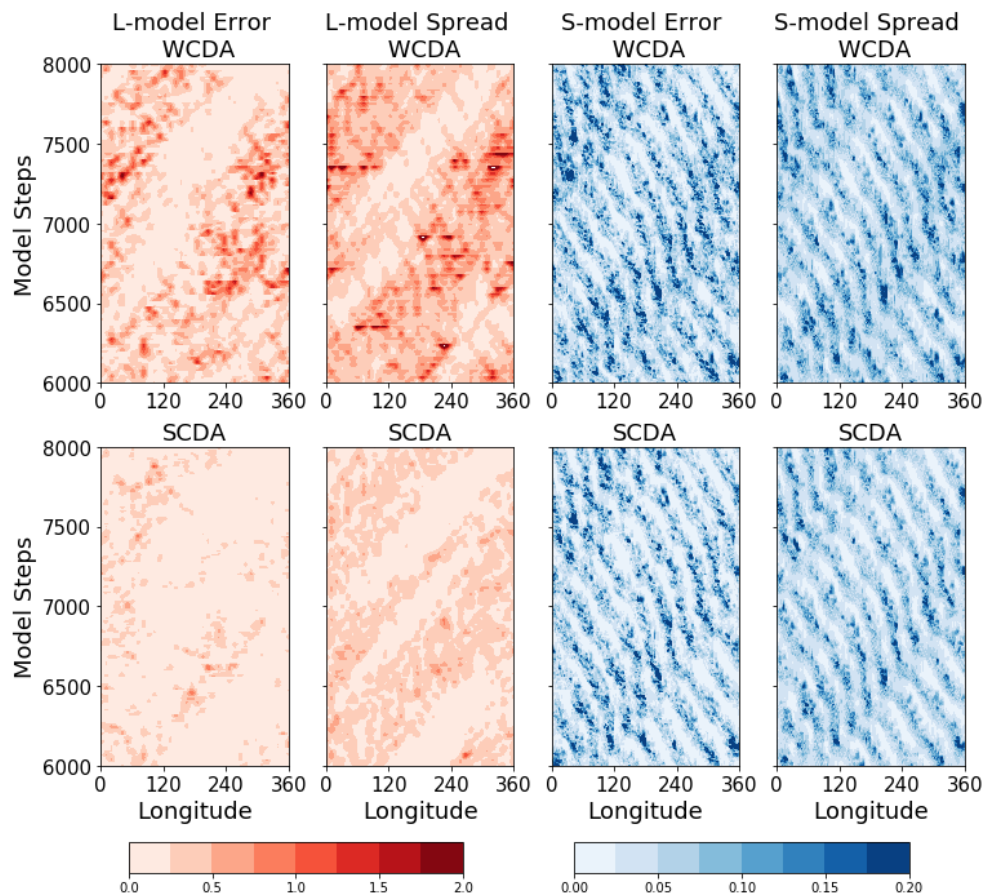 L-model Error L-model Spread S-model Error S-model Spread
WCDA WCDA WCDA WCDA
8000
7500
7000
6500
6000
Model Steps
0 120 240 360 0 120 240 360 0 120 240 360 0 120 240 360
SCDA SCDA SCDA SCDA
8000
7500
7000
6500
6000
Model Steps
0 120 240 360 0 120 240 360 0 120 240 360 0 120 240 360
Longitude Longitude Longitude Longitude
0.0 0.5 1.0 1.5 2.0 0.00 0.05 0.10 0.15 0.20